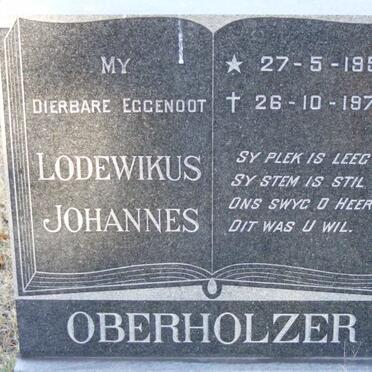 MY
DIERBARE EGGENOOT
LODEWIKUS
JOHANNES
★ 27-5-195
✝ 26-10-197
SY PLEK IS LEEG
SY STEM IS STIL
ONS SWYG O HEER
DIT WAS U WIL.
OBERHOLZER